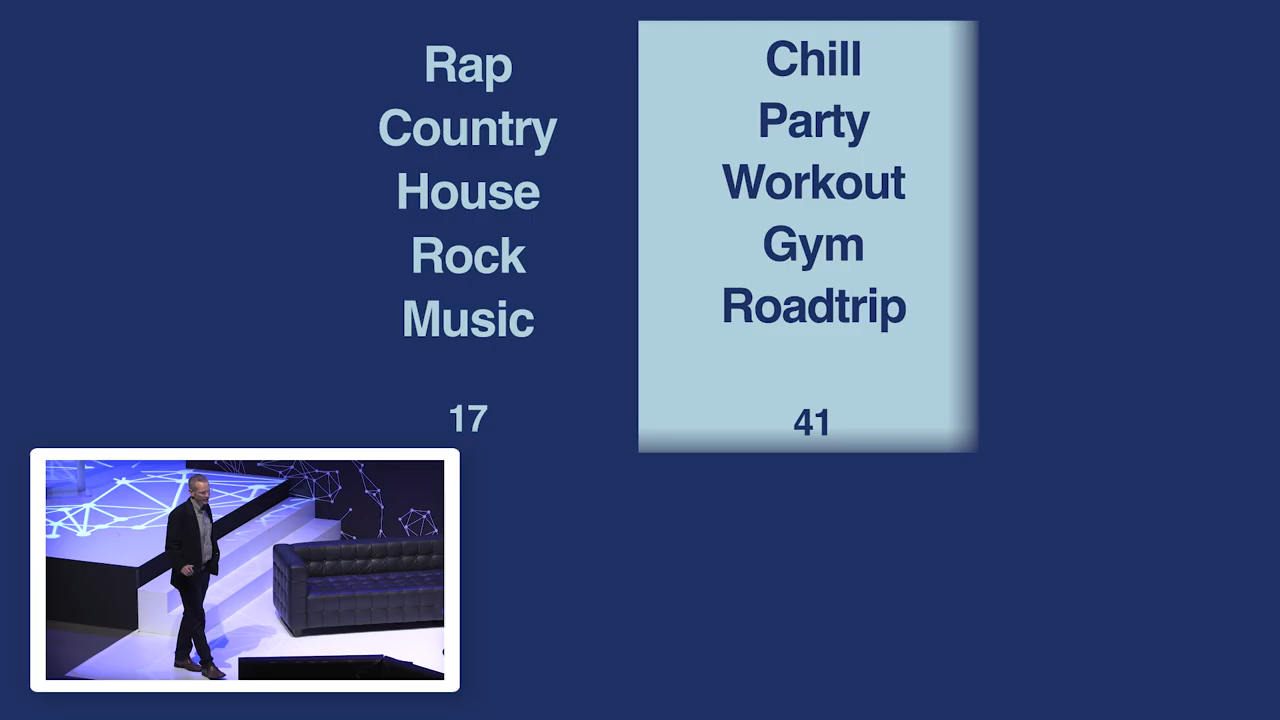 Rap
Country
House
Rock
Music
17
Chill
Party
Workout
Gym
Roadtrip
41